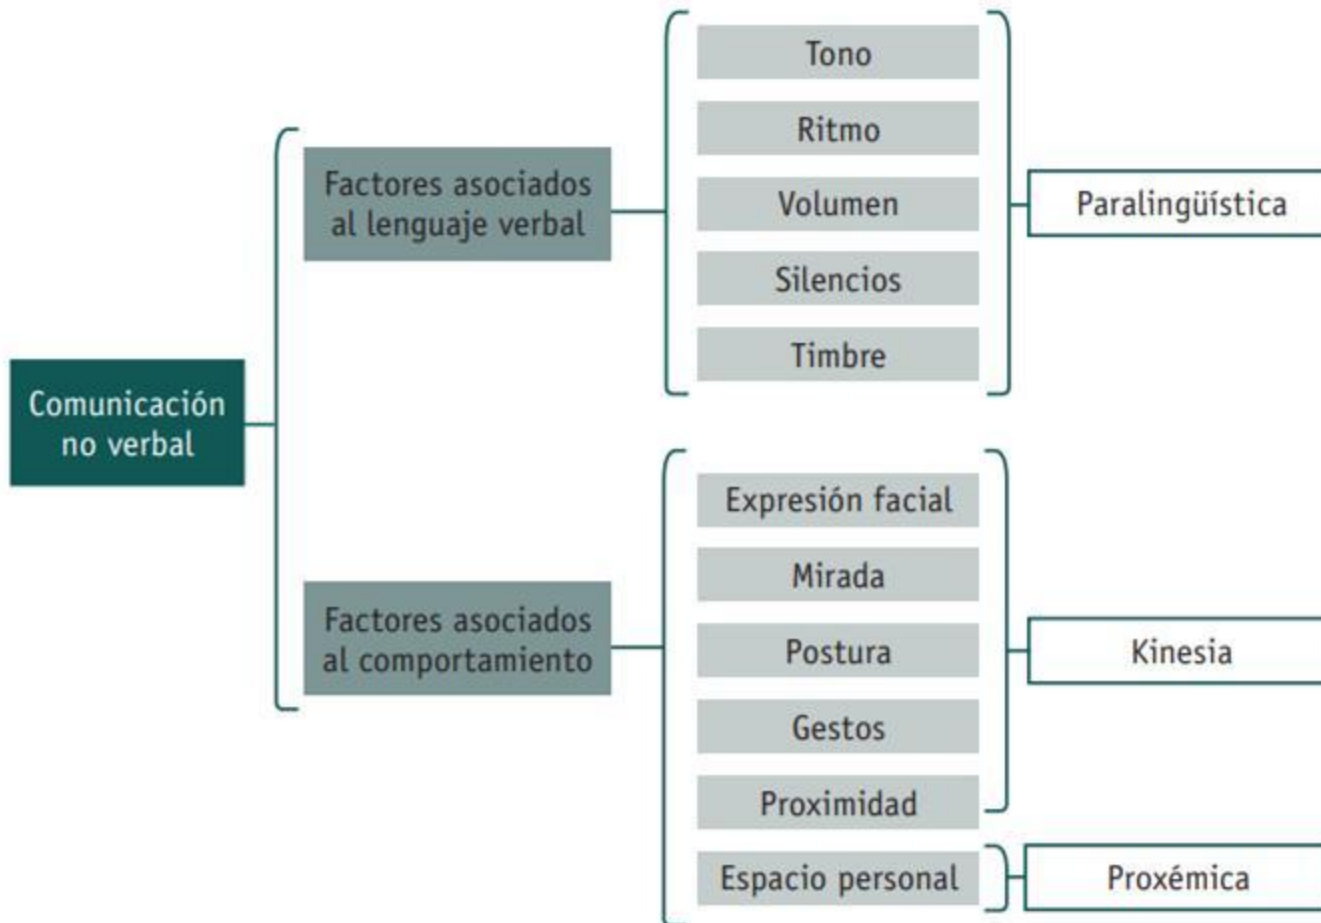 Comunicación
no verbal
Factores asociados
al lenguaje verbal
Tono
Ritmo
Volumen
Silencios
Timbre
Paralingüística
Factores asociados
al comportamiento
Expresión facial
Mirada
Postura
Gestos
Proximidad
Kinesia
Espacio personal
Proxémica